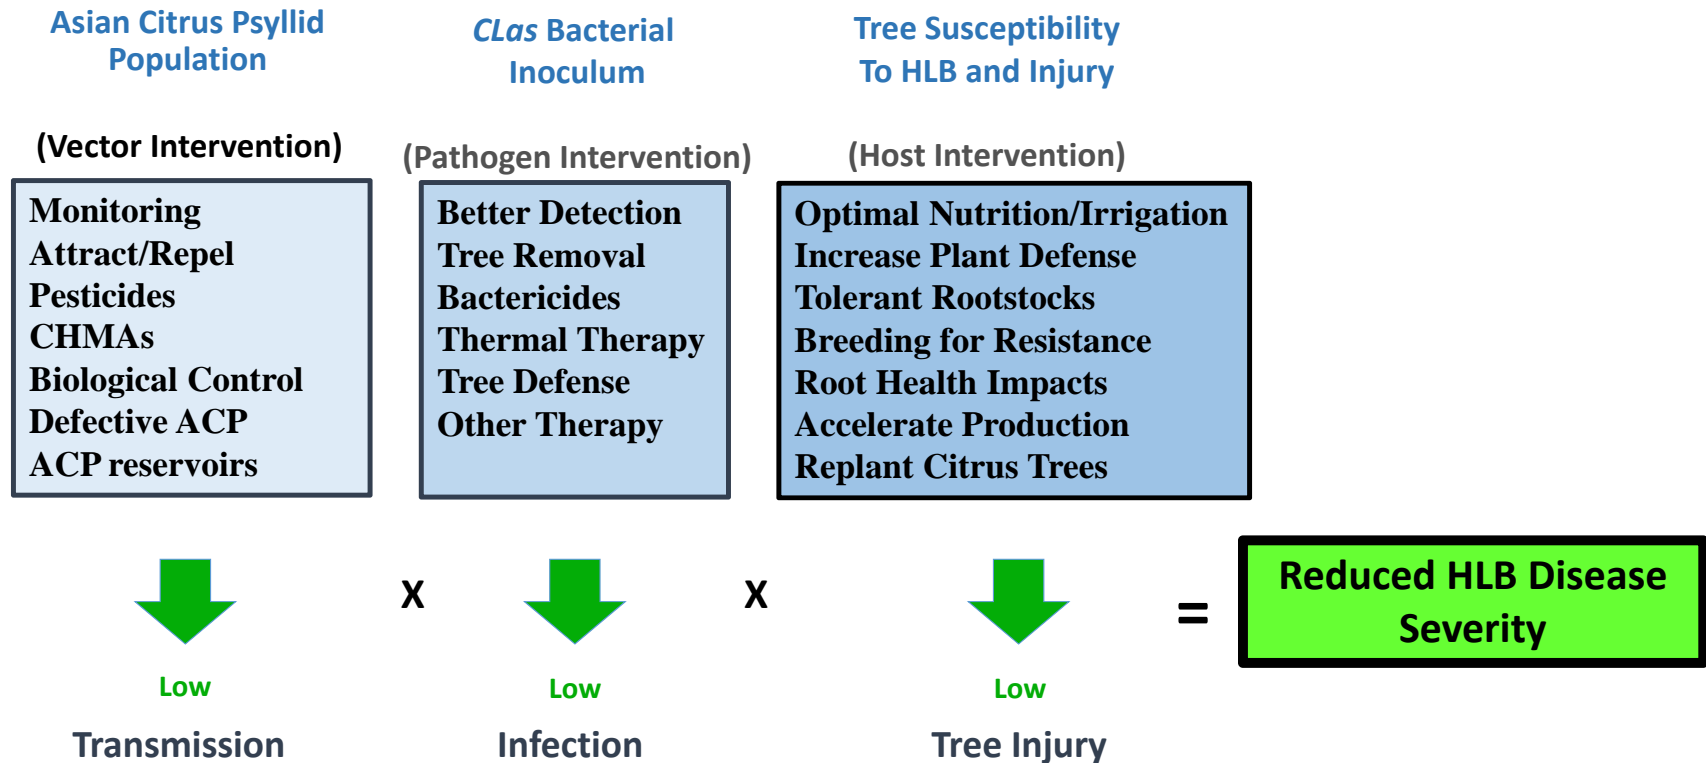 Asian Citrus Psyllid
Population
CLas Bacterial
Inoculum
Tree Susceptibility
To HLB and Injury
(Vector Intervention)
(Pathogen Intervention)
(Host Intervention)
Monitoring
Attract/Repel
Pesticides
CHMAs
Biological Control
Defective ACP
ACP reservoirs
Better Detection
Tree Removal
Bactericides
Thermal Therapy
Tree Defense
Other Therapy
Optimal Nutrition/Irrigation
Increase Plant Defense
Tolerant Rootstocks
Breeding for Resistance
Root Health Impacts
Accelerate Production
Replant Citrus Trees
X
X
=
Reduced HLB Disease
Severity
Low
Low
Low
Transmission
Infection
Tree Injury